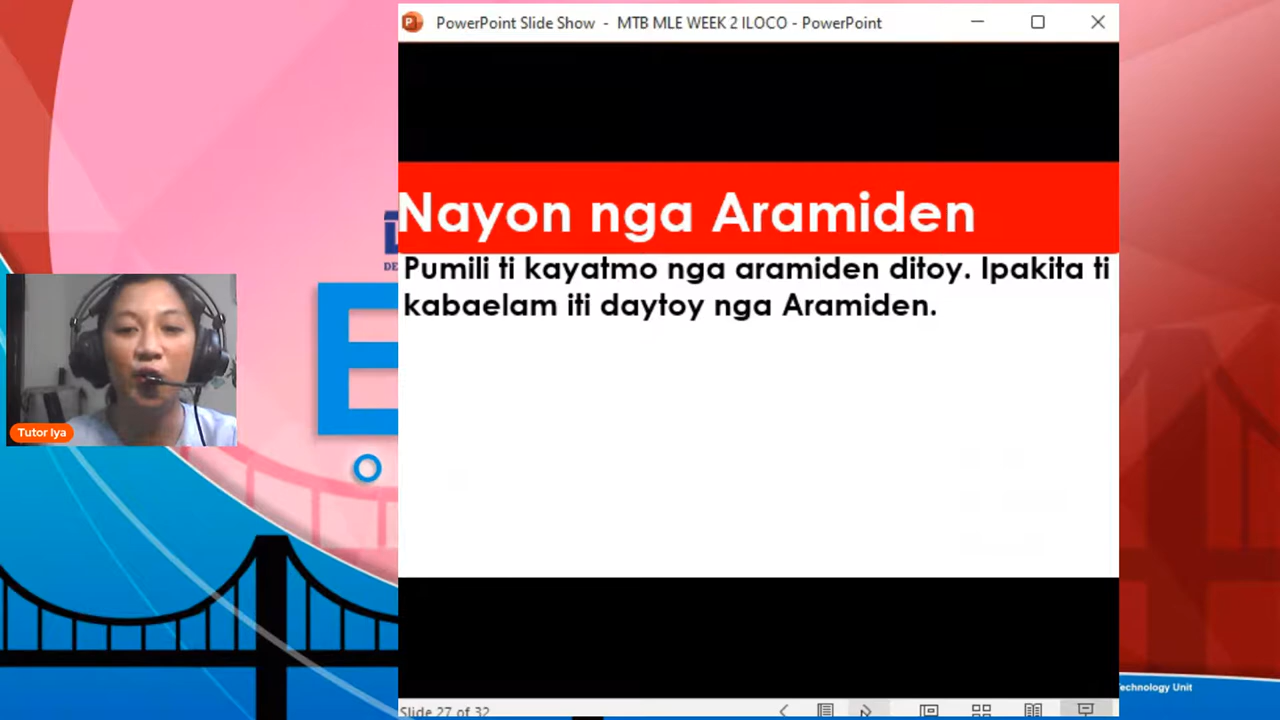 PowerPoint Slide Show - MTB MLE WEEK 2 ILOCO - PowerPoint
Nayon nga Aramiden
Pumili ti kayatmo nga aramiden ditoy. Ipakita ti
kabaelam iti daytoy nga Aramiden.
Tutor Iya
E
Technology Unit
Slide 27 of 32